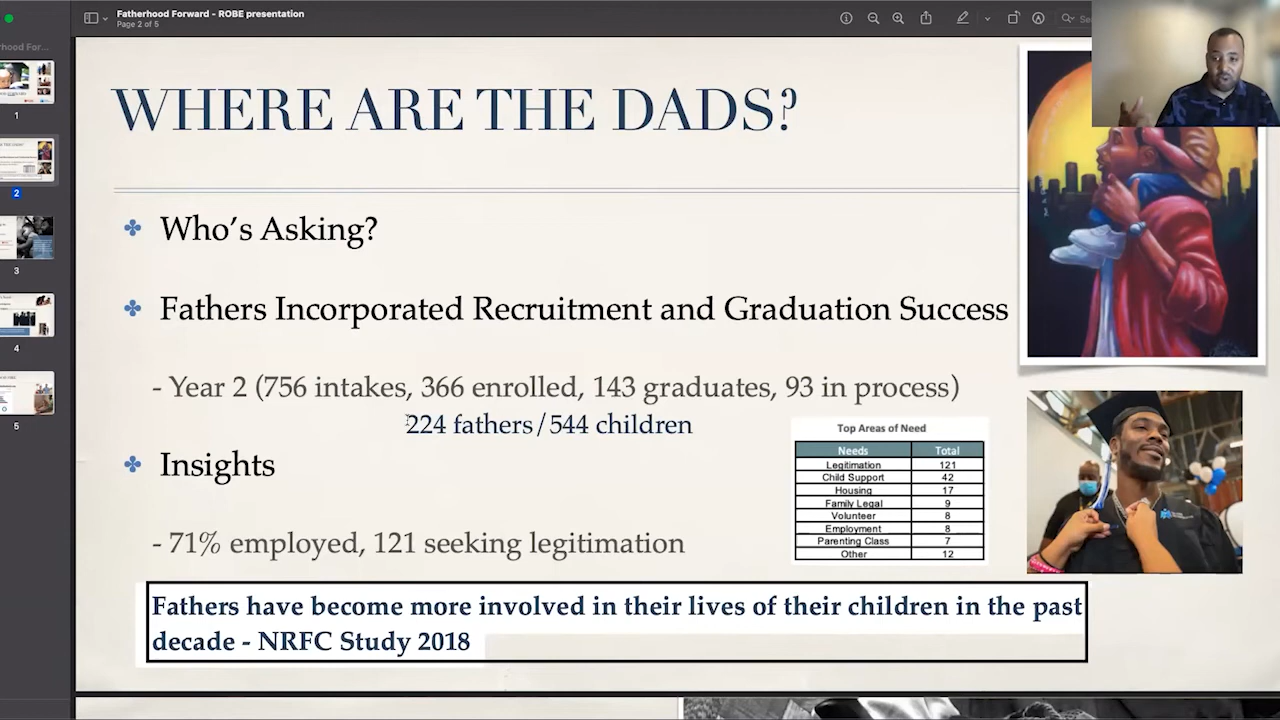 Fatherhood Forward - ROBE presentation
Page 2 of 5
hood For...
1
2
3
4
5
WHERE ARE THE DADS?
Who's Asking?
Fathers Incorporated Recruitment and Graduation Success
- Year 2 (756 intakes, 366 enrolled, 143 graduates, 93 in process)
224 fathers/544 children
Insights
- 71% employed, 121 seeking legitimation
Top Areas of Need
Needs Total
Legitimation 121
Child Support 42
Housing 17
Family Legal 9
Volunteer 8
Employment 8
Parenting Class 7
Other 12
Fathers have become more involved in their lives of their children in the past
decade - NRFC Study 2018